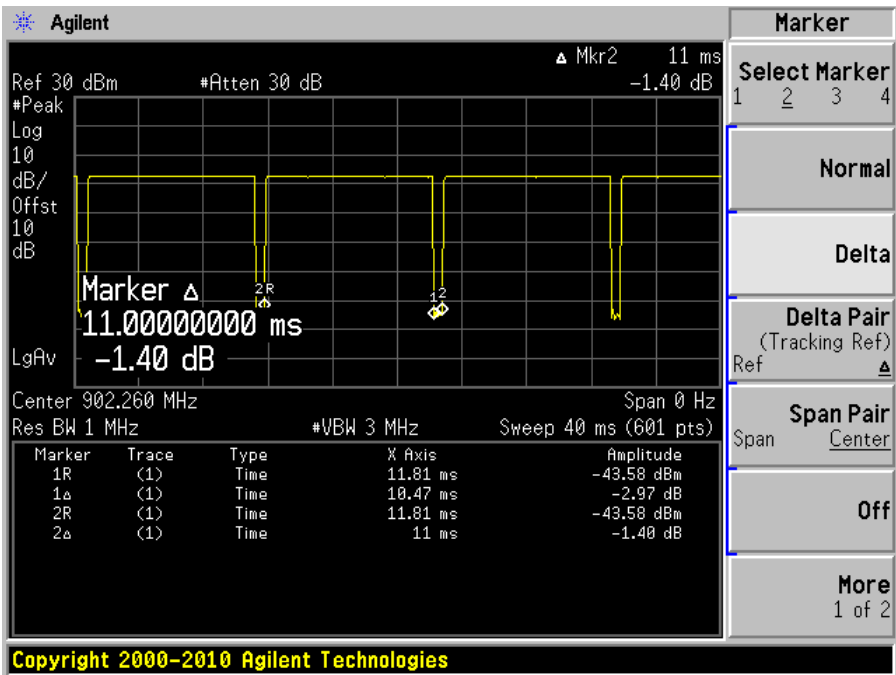 Agilent
Marker
Δ Mkr2 11 ms
Ref 30 dBm #Atten 30 dB -1.40 dB
#Peak
Log
10
dB/
Offst
10
dB
LgAv
2R
1 2
Marker Δ
11.00000000 ms
-1.40 dB
Center 902.260 MHz Span 0 Hz
Res BW 1 MHz #VBW 3 MHz Sweep 40 ms (601 pts)
Marker Trace Type X Axis Amplitude
1R (1) Time 11.81 ms -43.58 dBm
1Δ (1) Time 10.47 ms -2.97 dB
2R (1) Time 11.81 ms -43.58 dBm
2Δ (1) Time 11 ms -1.40 dB
Select Marker
1 2 3 4
Normal
Delta
Delta Pair
(Tracking Ref)
Ref Δ
Span Pair
Span Center
Off
More
1 of 2
Copyright 2000-2010 Agilent Technologies